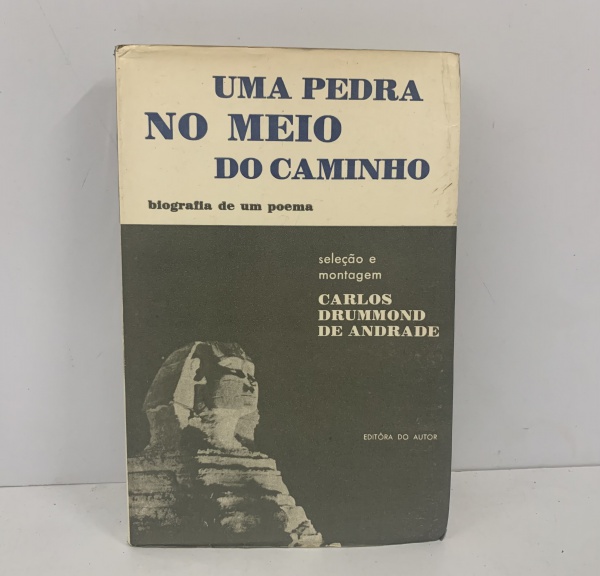 UMA PEDRA
NO MEIO
DO CAMINHO
biografia de um poema
seleção e
montagem
CARLOS
DRUMMOND
DE ANDRADE
EDITÔRA DO AUTOR